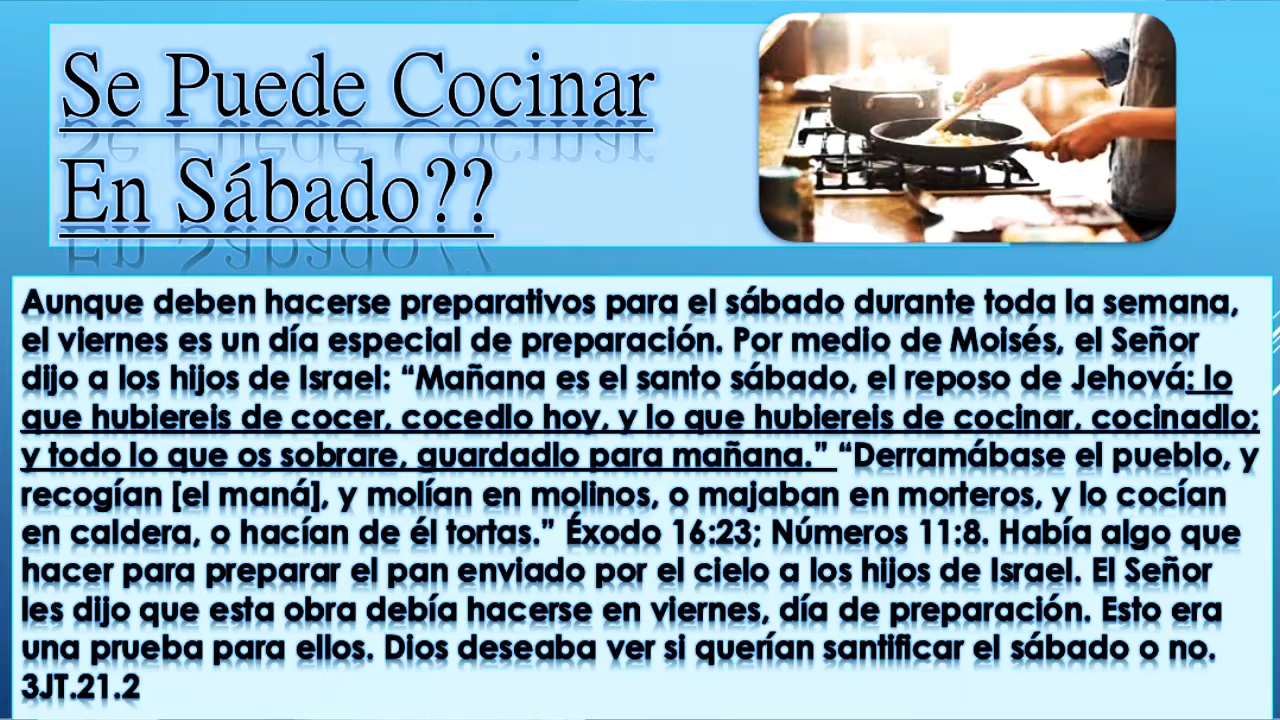 Se Puede Cocinar
En Sábado??
Aunque deben hacerse preparativos para el sábado durante toda la semana,
el viernes es un día especial de preparación. Por medio de Moisés, el Señor
dijo a los hijos de Israel: “Mañana es el santo sábado, el reposo de Jehová: lo
que hubiereis de cocer, cocedlo hoy, y lo que hubiereis de cocinar, cocinadlo;
y todo lo que os sobrare, guardadlo para mañana.” “Derramábase el pueblo, y
recogían [el maná], y molían en molinos, o majaban en morteros, y lo cocían
en caldera, o hacían de él tortas.” Éxodo 16:23; Números 11:8. Había algo que
hacer para preparar el pan enviado por el cielo a los hijos de Israel. El Señor
les dijo que esta obra debía hacerse en viernes, día de preparación. Esto era
una prueba para ellos. Dios deseaba ver si querían santificar el sábado o no.
3JT.21.2